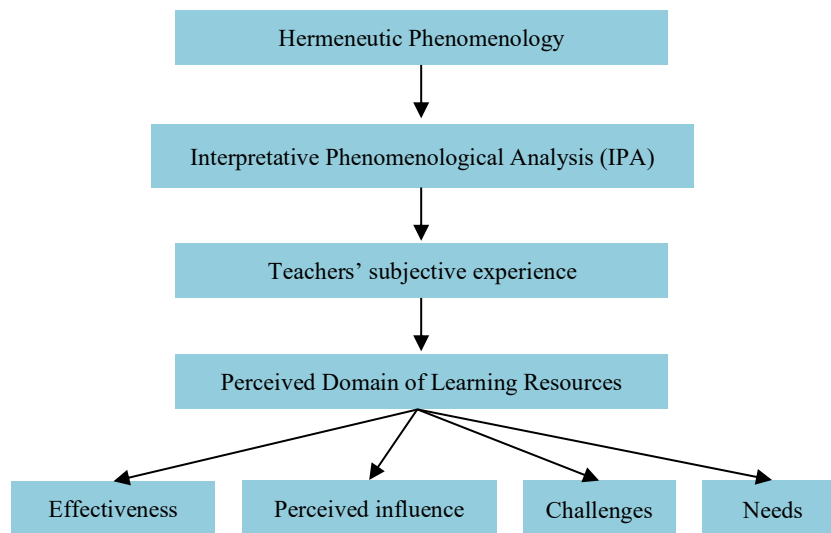 Hermeneutic Phenomenology
Interpretative Phenomenological Analysis (IPA)
Teachers’ subjective experience
Perceived Domain of Learning Resources
Effectiveness
Perceived influence
Challenges
Needs